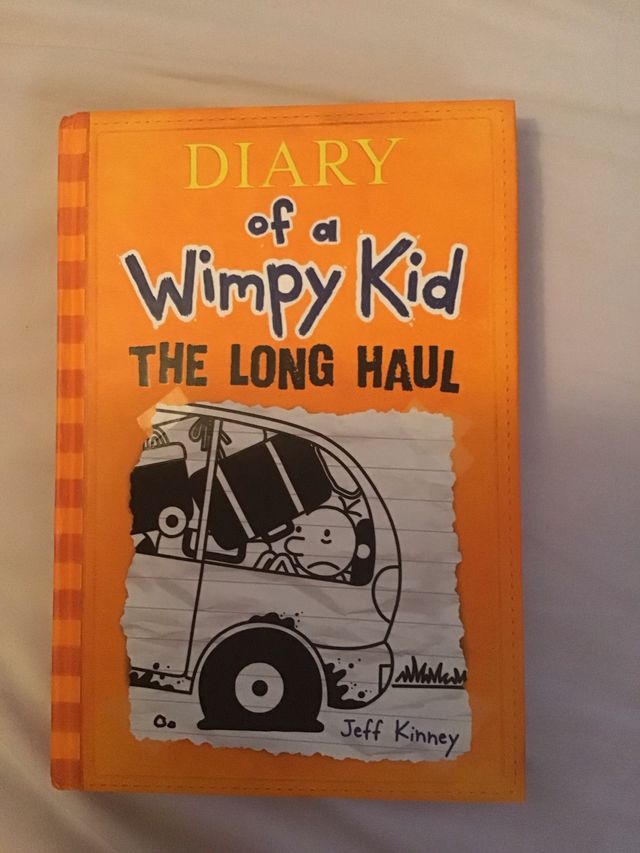 DIARY
of a
Wimpy Kid
THE LONG HAUL
Jeff Kinney